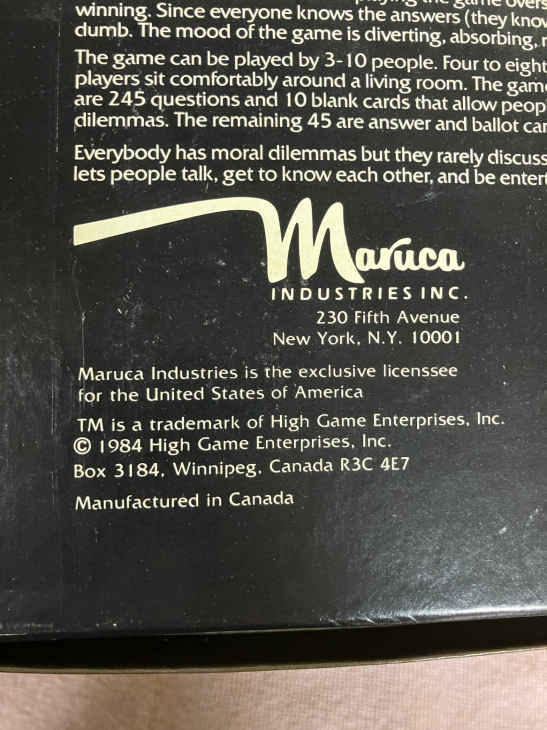 playing the game overs
winning. Since everyone knows the answers (they know
dumb. The mood of the game is diverting, absorbing,
The game can be played by 3-10 people. Four to eight
players sit comfortably around a living room. The game
are 245 questions and 10 blank cards that allow peop
dilemmas. The remaining 45 are answer and ballot car
Everybody has moral dilemmas but they rarely discuss
lets people talk, get to know each other, and be enter
Maruca
INDUSTRIES INC.
230 Fifth Avenue
New York, N.Y. 10001
Maruca Industries is the exclusive licenssee
for the United States of America
TM is a trademark of High Game Enterprises, Inc.
© 1984 High Game Enterprises, Inc.
Box 3184, Winnipeg, Canada R3C 4E7
Manufactured in Canada